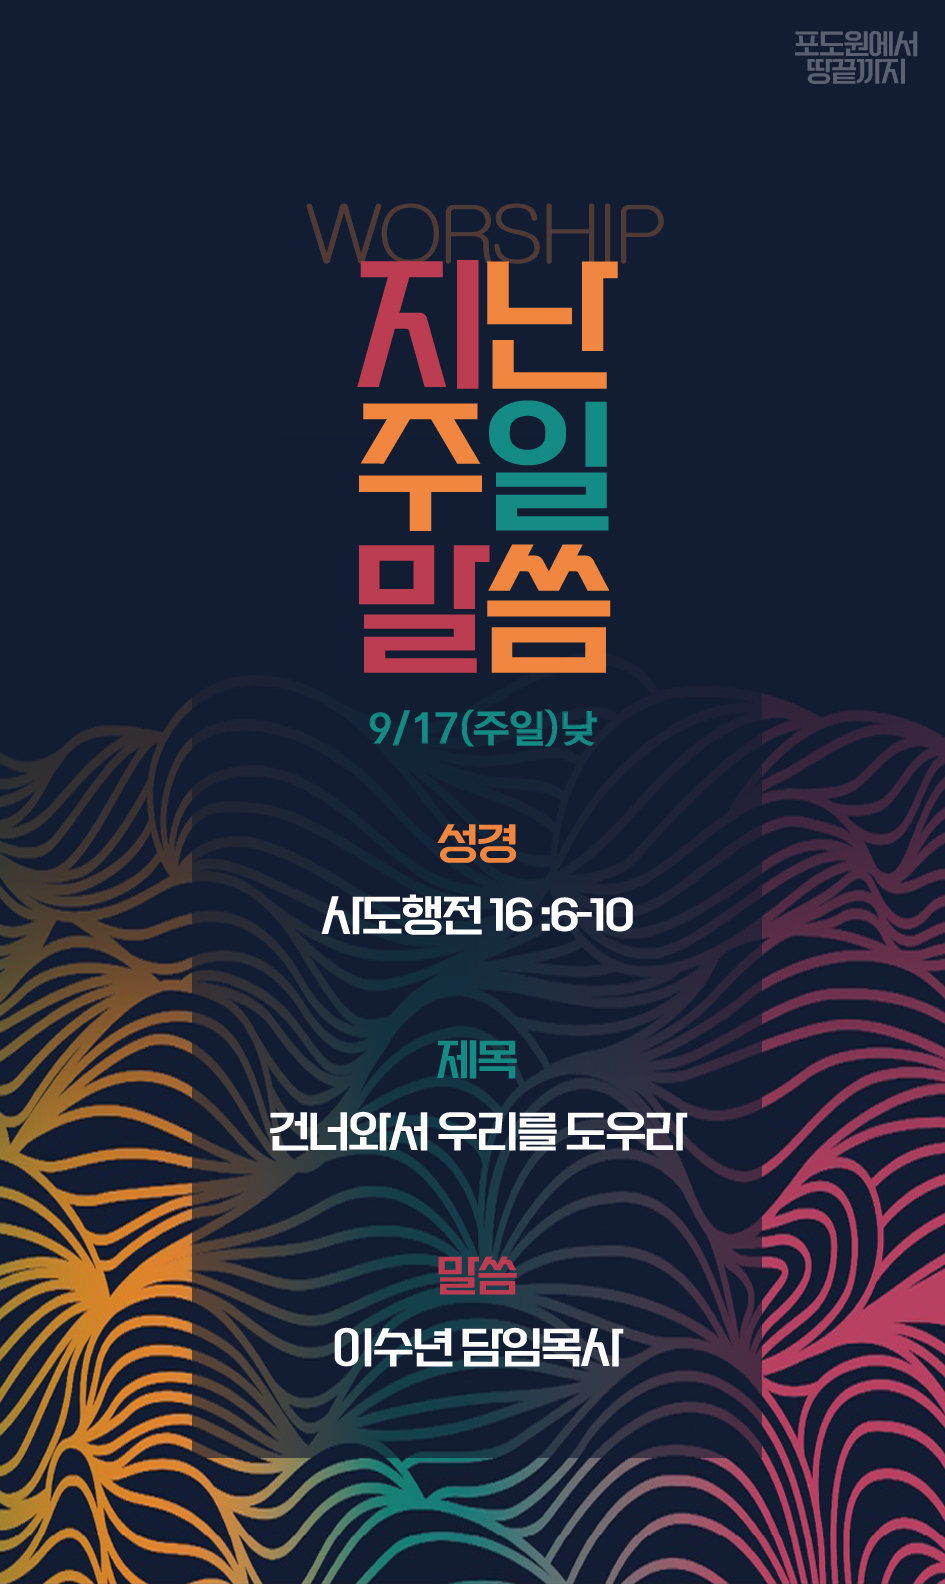 포도원에서
땅끝까지
WORSHIP
지난
주일
말씀
9/17(주일)낮
성경
사도행전 16 :6-10
제목
건너와서 우리를 도우라
말씀
이수년 담임목사